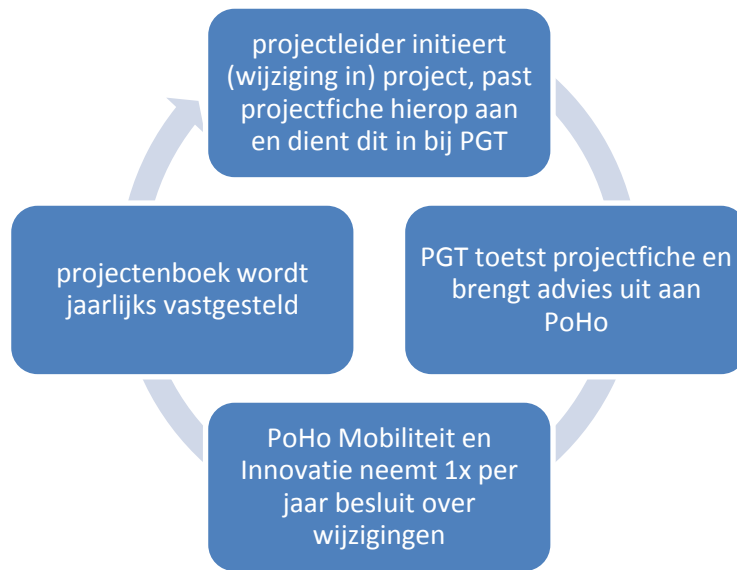 projectleider initieert
(wijziging in) project, past
projectfiche hierop aan
en dient dit in bij PGT
PGT toetst projectfiche en
brengt advies uit aan
PoHo
PoHo Mobiliteit en
Innovatie neemt 1x per
jaar besluit over
wijzigingen
projectenboek wordt
jaarlijks vastgesteld